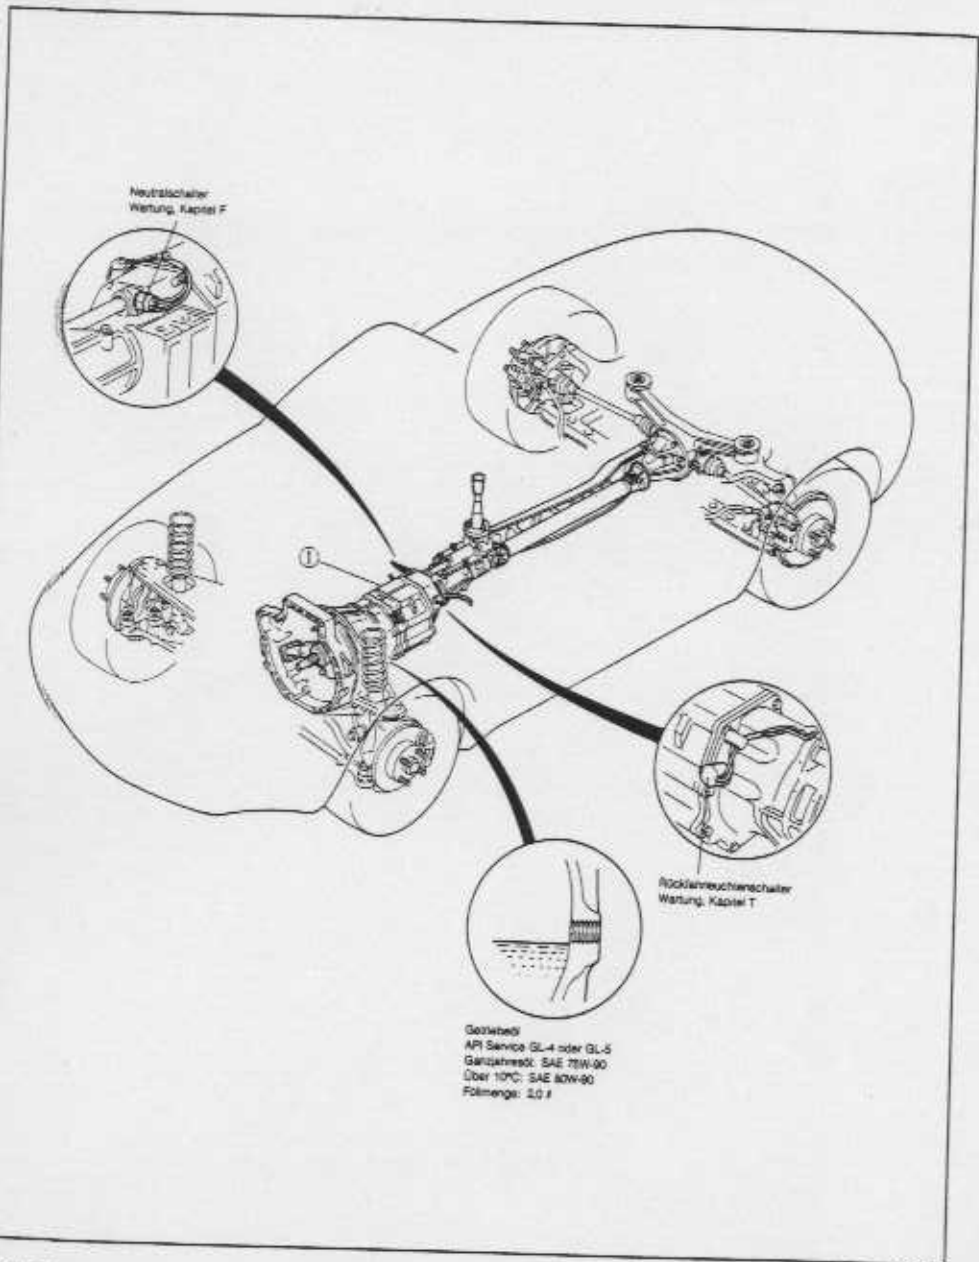 Neutralschalter
Wartung, Kapitel F
1
Rückfahrleuchtenschalter
Wartung, Kapitel T
Getriebeöl
API Service GL-4 oder GL-5
Ganzjahresöl: SAE 75W-90
Über 10°C: SAE 80W-90
Füllmenge: 2,0 ℓ